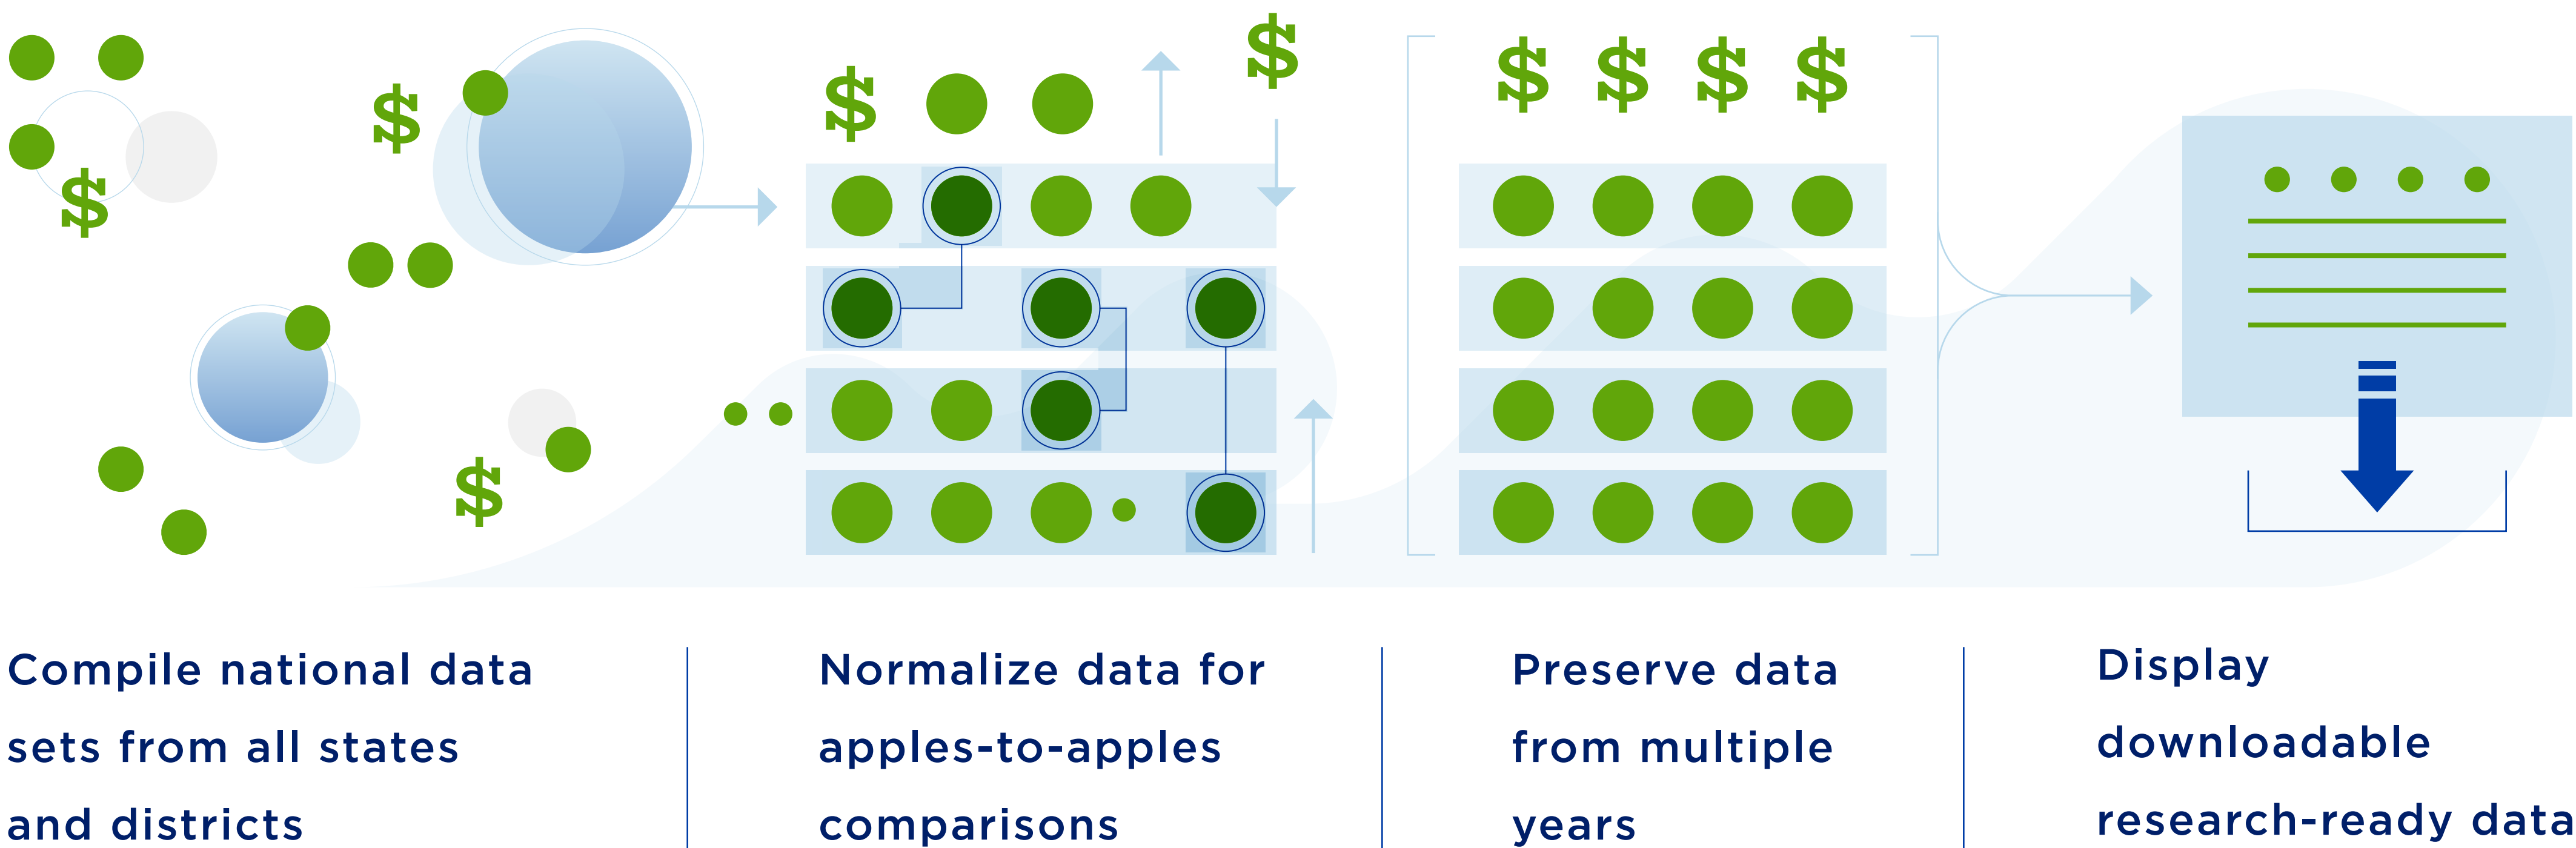 $
$
$
$
$
$ $ $ $
Compile national data
sets from all states
and districts
Normalize data for
apples-to-apples
comparisons
Preserve data
from multiple
years
Display
downloadable
research-ready data